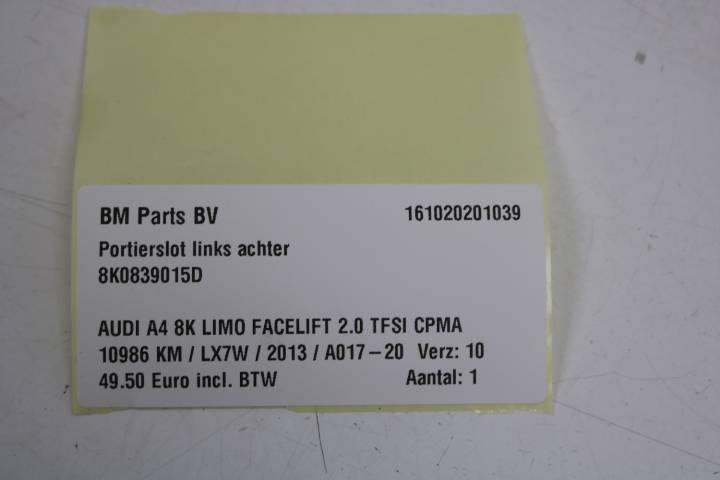 BM Parts BV 161020201039
Portierslot links achter
8K0839015D
AUDI A4 8K LIMO FACELIFT 2.0 TFSI CPMA
10986 KM / LX7W / 2013 / A017-20 Verz: 10
49.50 Euro incl. BTW Aantal: 1